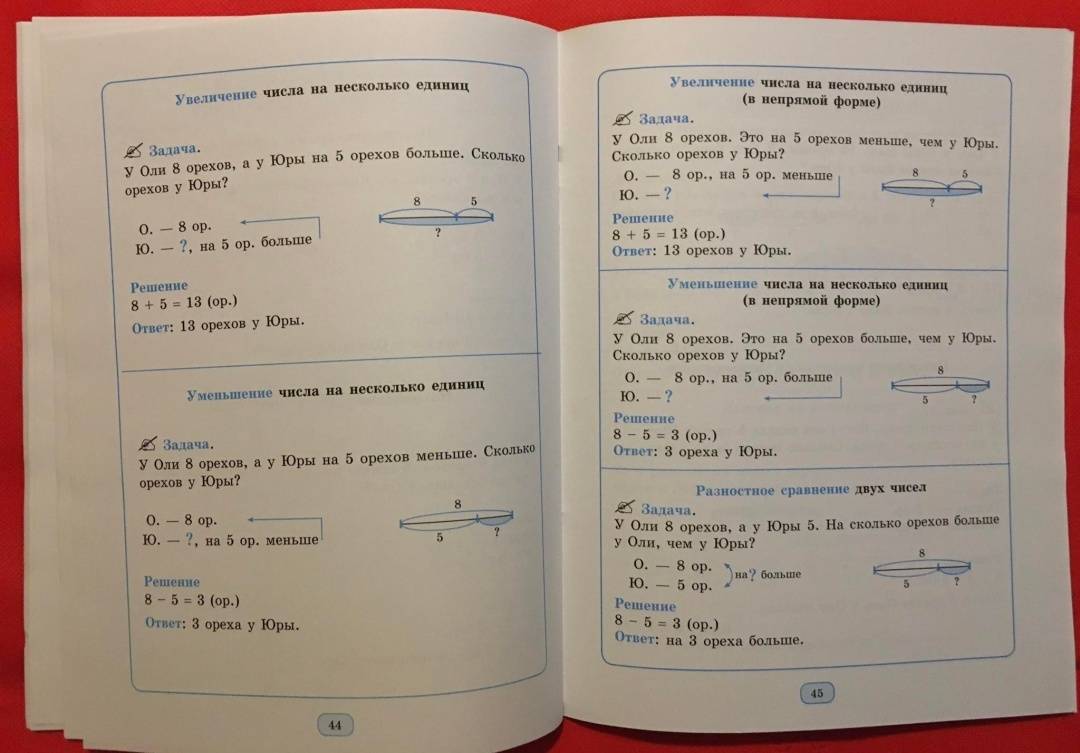 Увеличение числа на несколько единиц
Задача.
У Оли 8 орехов, а у Юры на 5 орехов больше. Сколько
орехов у Юры?
О. — 8 ор.
Ю. — ?, на 5 ор. больше
8 5
?
Решение
8 + 5 = 13 (ор.)
Ответ: 13 орехов у Юры.
Уменьшение числа на несколько единиц
Задача.
У Оли 8 орехов, а у Юры на 5 орехов меньше. Сколько
орехов у Юры?
О. — 8 ор.
Ю. — ?, на 5 ор. меньше
8
5 ?
Решение
8 − 5 = 3 (ор.)
Ответ: 3 ореха у Юры.
44
Увеличение числа на несколько единиц
(в непрямой форме)
Задача.
У Оли 8 орехов. Это на 5 орехов меньше, чем у Юры.
Сколько орехов у Юры?
О. — 8 ор., на 5 ор. меньше
Ю. — ?
8 5
?
Решение
8 + 5 = 13 (ор.)
Ответ: 13 орехов у Юры.
Уменьшение числа на несколько единиц
(в непрямой форме)
Задача.
У Оли 8 орехов. Это на 5 орехов больше, чем у Юры.
Сколько орехов у Юры?
О. — 8 ор., на 5 ор. больше
Ю. — ?
8
5 ?
Решение
8 − 5 = 3 (ор.)
Ответ: 3 ореха у Юры.
Разностное сравнение двух чисел
Задача.
У Оли 8 орехов, а у Юры 5. На сколько орехов больше
у Оли, чем у Юры?
О. — 8 ор.
Ю. — 5 ор.
на ? больше
8
5 ?
Решение
8 − 5 = 3 (ор.)
Ответ: на 3 ореха больше.
45